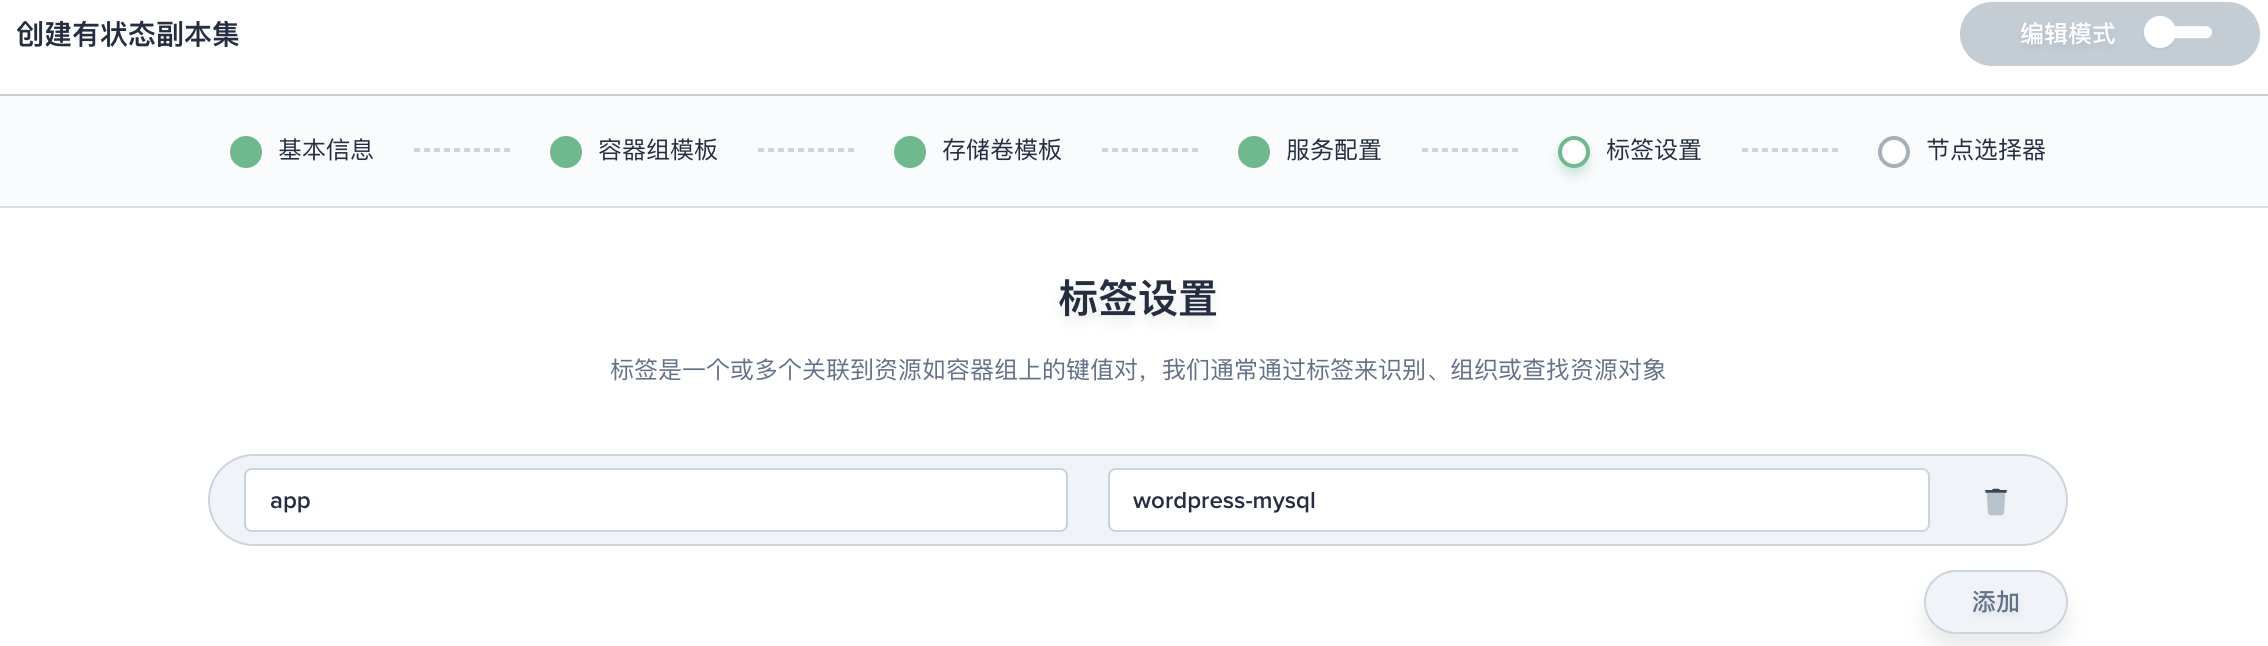 创建有状态副本集
编辑模式
基本信息
容器组模板
存储卷模板
服务配置
标签设置
节点选择器
标签设置
标签是一个或多个关联到资源如容器组上的键值对，我们通常通过标签来识别、组织或查找资源对象
app
wordpress-mysql
添加